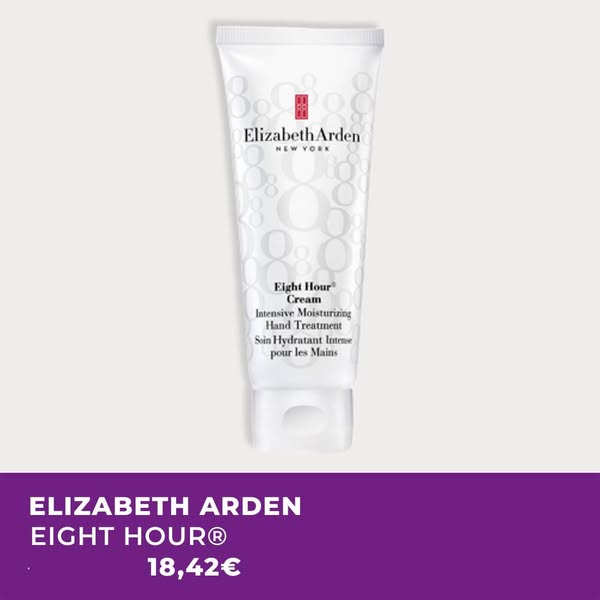 Elizabeth Arden
NEW YORK
Eight Hour®
Cream
Intensive Moisturizing
Hand Treatment
Soin Hydratant Intense
pour les Mains
ELIZABETH ARDEN
EIGHT HOUR®
18,42€